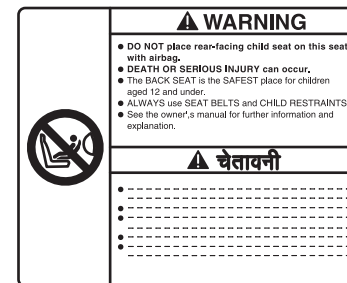 ⚠ WARNING
● DO NOT place rear-facing child seat on this seat
with airbag.
● DEATH OR SERIOUS INJURY can occur.
● The BACK SEAT is the SAFEST place for children
aged 12 and under.
● ALWAYS use SEAT BELTS and CHILD RESTRAINTS
● See the owner',s manual for further information and
explanation.
⚠ चेतावनी